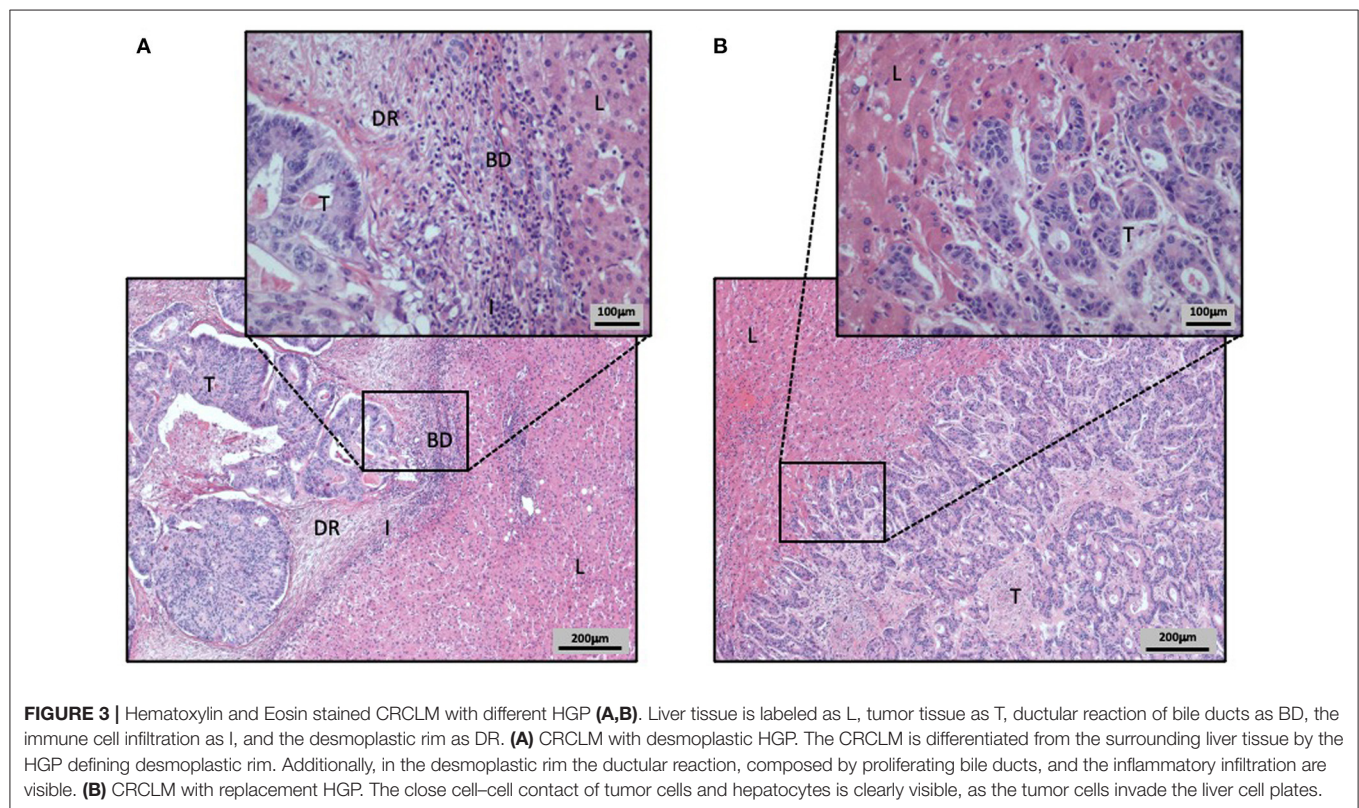 A
B
L
L
DR
BD
T
T
I
100µm
100µm
L
T
BD
DR
I
L
T
200µm
200µm
FIGURE 3 | Hematoxylin and Eosin stained CRCLM with different HGP (A,B). Liver tissue is labeled as L, tumor tissue as T, ductular reaction of bile ducts as BD, the
immune cell infiltration as I, and the desmoplastic rim as DR. (A) CRCLM with desmoplastic HGP. The CRCLM is differentiated from the surrounding liver tissue by the
HGP defining desmoplastic rim. Additionally, in the desmoplastic rim the ductular reaction, composed by proliferating bile ducts, and the inflammatory infiltration are
visible. (B) CRCLM with replacement HGP. The close cell–cell contact of tumor cells and hepatocytes is clearly visible, as the tumor cells invade the liver cell plates.